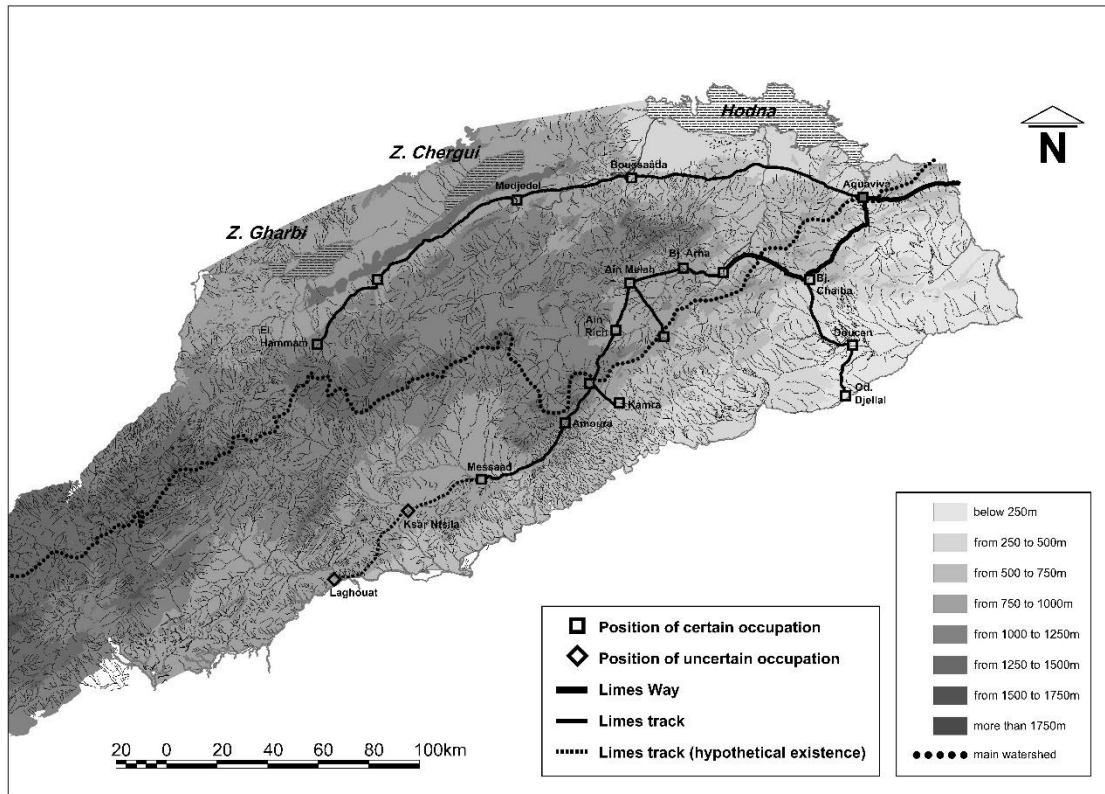 Hodna
N
Z. Chergui
Boussaâda
Medjedel
Aquaviva
Z. Gharbi
Bj. Arna
Ain Melah
Bj.
Chaiba
Ain
Rich
El
Hammam
Doucen
Od.
Djellal
Kamra
Amoura
Messaad
Ksar Ntsila
Laghouat
below 250m
from 250 to 500m
from 500 to 750m
from 750 to 1000m
from 1000 to 1250m
from 1250 to 1500m
from 1500 to 1750m
more than 1750m
main watershed
Position of certain occupation
Position of uncertain occupation
Limes Way
Limes track
Limes track (hypothetical existence)
20 0 20 40 60 80 100km